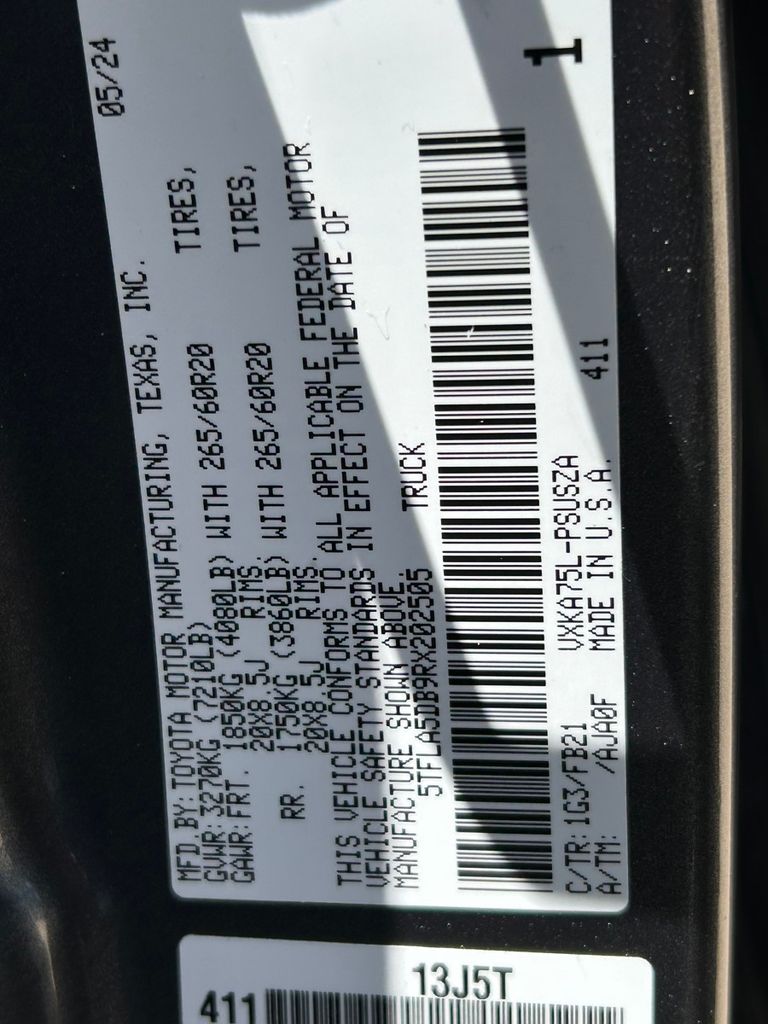 MFD.BY:TOYOTA MOTOR MANUFACTURING, TEXAS, INC. 05/24
GVWR:3270KG (7210LB)
GAWR:FRT. 1850KG (4080LB) WITH 265/60R20 TIRES,
20X8.5J RIMS.
RR. 1750KG (3860LB) WITH 265/60R20 TIRES,
20X8.5J RIMS.
THIS VEHICLE CONFORMS TO ALL APPLICABLE FEDERAL MOTOR
VEHICLE SAFETY STANDARDS IN EFFECT ON THE DATE OF
MANUFACTURE SHOWN ABOVE.
5TFLA5DB9RX202505 TRUCK
1
C/TR: 1G3/FB21 VXKA75L-PSUSZA 411
A/TM: /AJA0F MADE IN U.S.A.
13J5T
411